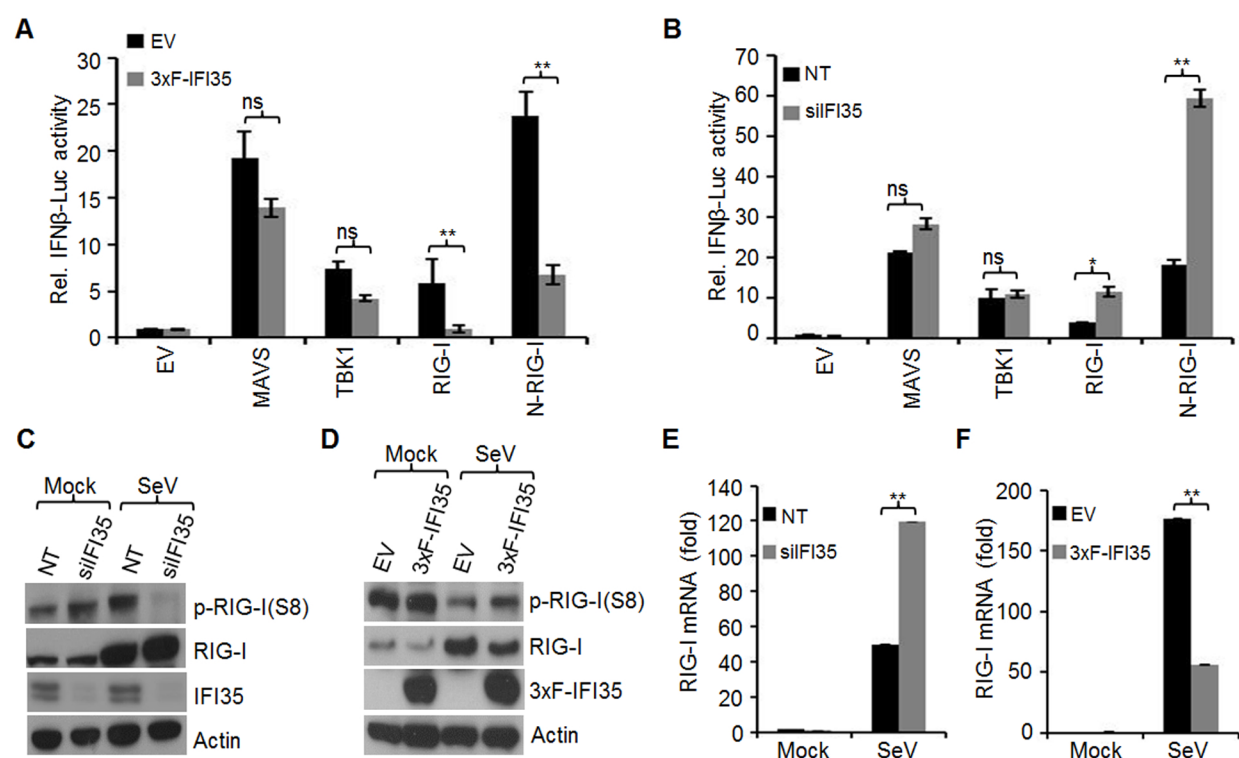 A
EV
3xF-IFI35
Rel. IFNβ-Luc activity
30
25
20
15
10
5
0
ns
ns
**
**
EV
MAVS
TBK1
RIG-I
N-RIG-I
B
NT
siIFI35
Rel. IFNβ-Luc activity
70
60
50
40
30
20
10
0
ns
ns
*
**
EV
MAVS
TBK1
RIG-I
N-RIG-I
C
Mock SeV
NT siIFI35 NT siIFI35
p-RIG-I(S8)
RIG-I
IFI35
Actin
D
Mock SeV
EV 3xF-IFI35 EV 3xF-IFI35
p-RIG-I(S8)
RIG-I
3xF-IFI35
Actin
E
NT
siIFI35
RIG-I mRNA (fold)
140
120
100
80
60
40
20
0
**
Mock SeV
F
EV
3xF-IFI35
RIG-I mRNA (fold)
200
150
100
50
0
**
Mock SeV